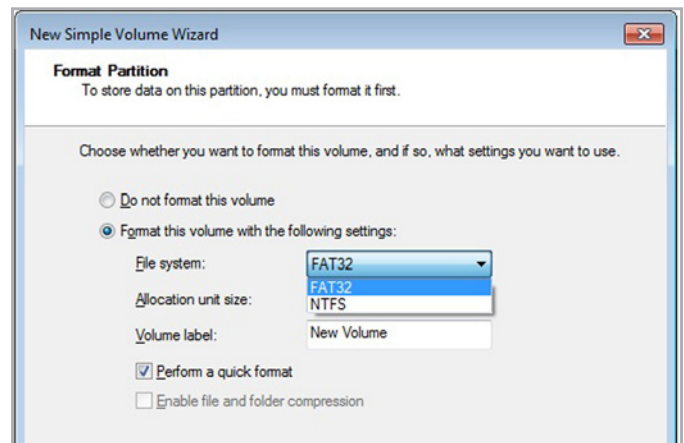 New Simple Volume Wizard
Format Partition
To store data on this partition, you must format it first.
Choose whether you want to format this volume, and if so, what settings you want to use.
Do not format this volume
Format this volume with the following settings:
File system: FAT32
FAT32
Allocation unit size:
NTFS
Volume label: New Volume
Perform a quick format
Enable file and folder compression